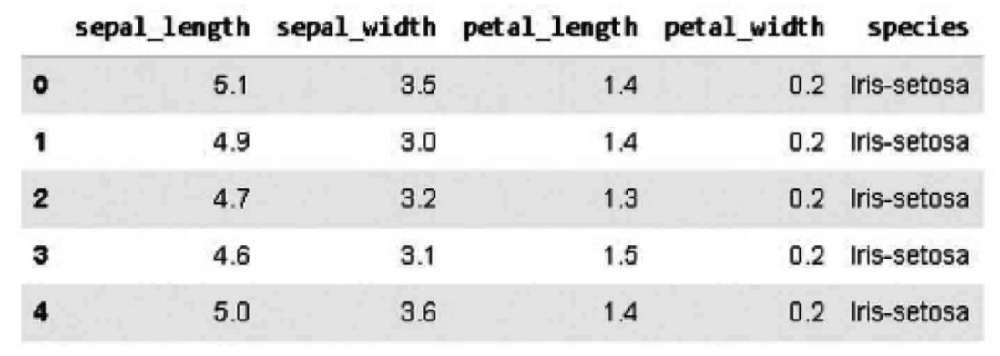 sepal_length sepal_width petal_length petal_width species
0 5.1 3.5 1.4 0.2 Iris-setosa
1 4.9 3.0 1.4 0.2 Iris-setosa
2 4.7 3.2 1.3 0.2 Iris-setosa
3 4.6 3.1 1.5 0.2 Iris-setosa
4 5.0 3.6 1.4 0.2 Iris-setosa